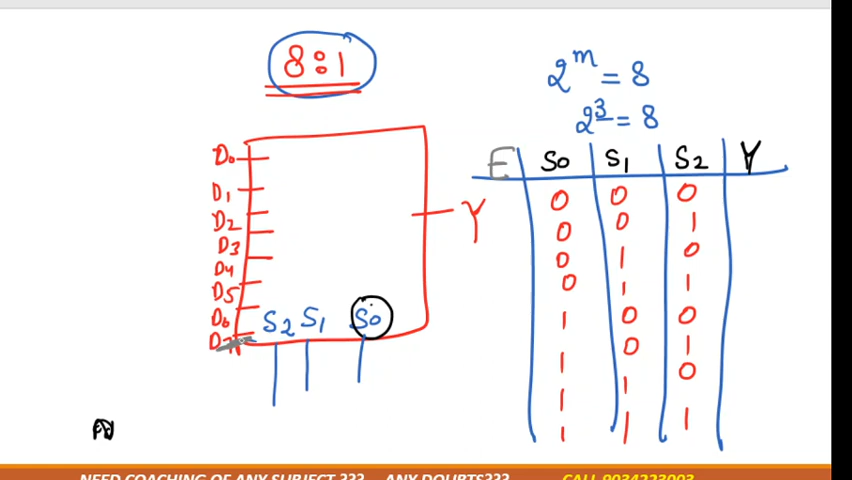 8:1
2^m = 8
2^3 = 8
D0
D1
D2
D3
D4
D5
D6
D7
S2 S1 S0
Y
E S0 S1 S2 Y
0 0 0
0 0 1
0 1 0
0 1 1
1 0 0
1 0 1
1 1 0
1 1 1
NEED COACHING OF ANY SUBJECT ??? ANY DOUBTS??? CALL 9034223003